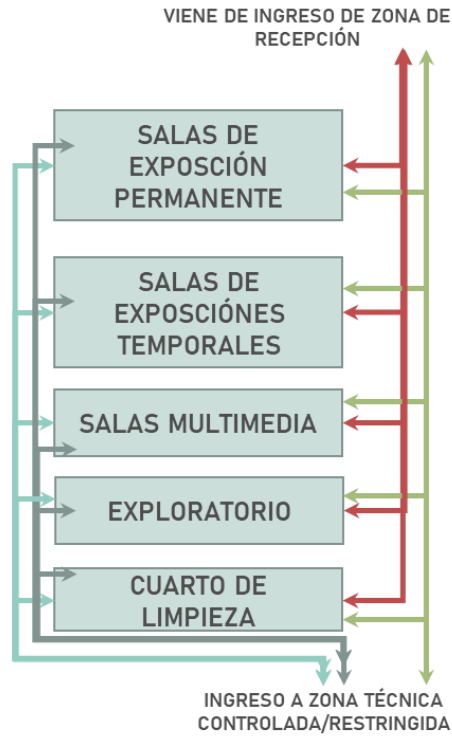 VIENE DE INGRESO DE ZONA DE
RECEPCIÓN
SALAS DE
EXPOSCIÓN
PERMANENTE
SALAS DE
EXPOSCIÓNES
TEMPORALES
SALAS MULTIMEDIA
EXPLORATORIO
CUARTO DE
LIMPIEZA
INGRESO A ZONA TÉCNICA
CONTROLADA/RESTRINGIDA